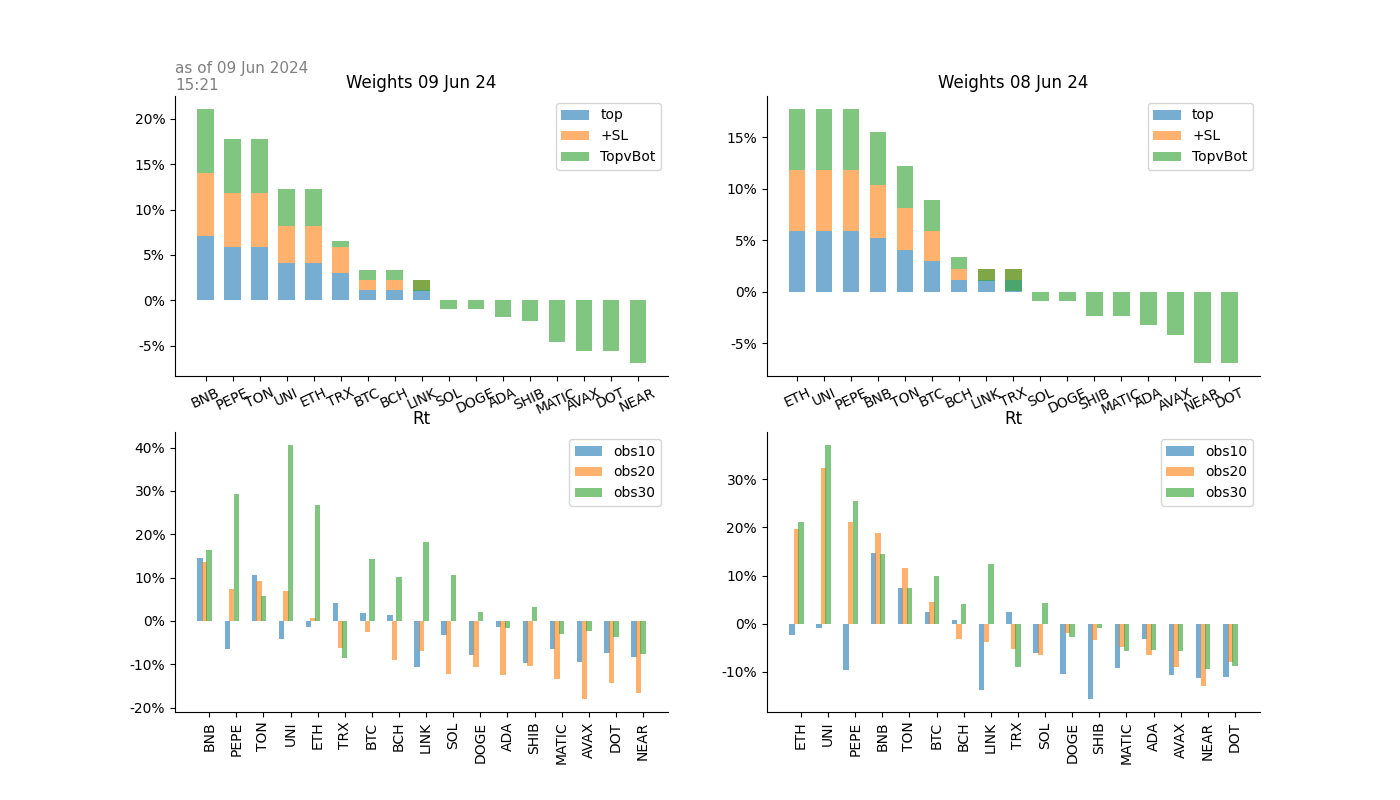 as of 09 Jun 2024
15:21
Weights 09 Jun 24
20%
15%
10%
5%
0%
-5%
top
+SL
TopvBot
BNB PEPE TON UNI ETH TRX BTC BCH LINK SOL DOGE ADA SHIB MATIC AVAX DOT NEAR
Weights 08 Jun 24
15%
10%
5%
0%
-5%
top
+SL
TopvBot
ETH UNI PEPE BNB TON BTC BCH LINK TRX SOL DOGE SHIB MATIC ADA AVAX NEAR DOT
Rt
40%
30%
20%
10%
0%
-10%
-20%
obs10
obs20
obs30
BNB PEPE TON UNI ETH TRX BTC BCH LINK SOL DOGE ADA SHIB MATIC AVAX DOT NEAR
Rt
30%
20%
10%
0%
-10%
obs10
obs20
obs30
ETH UNI PEPE BNB TON BTC BCH LINK TRX SOL DOGE SHIB MATIC ADA AVAX NEAR DOT